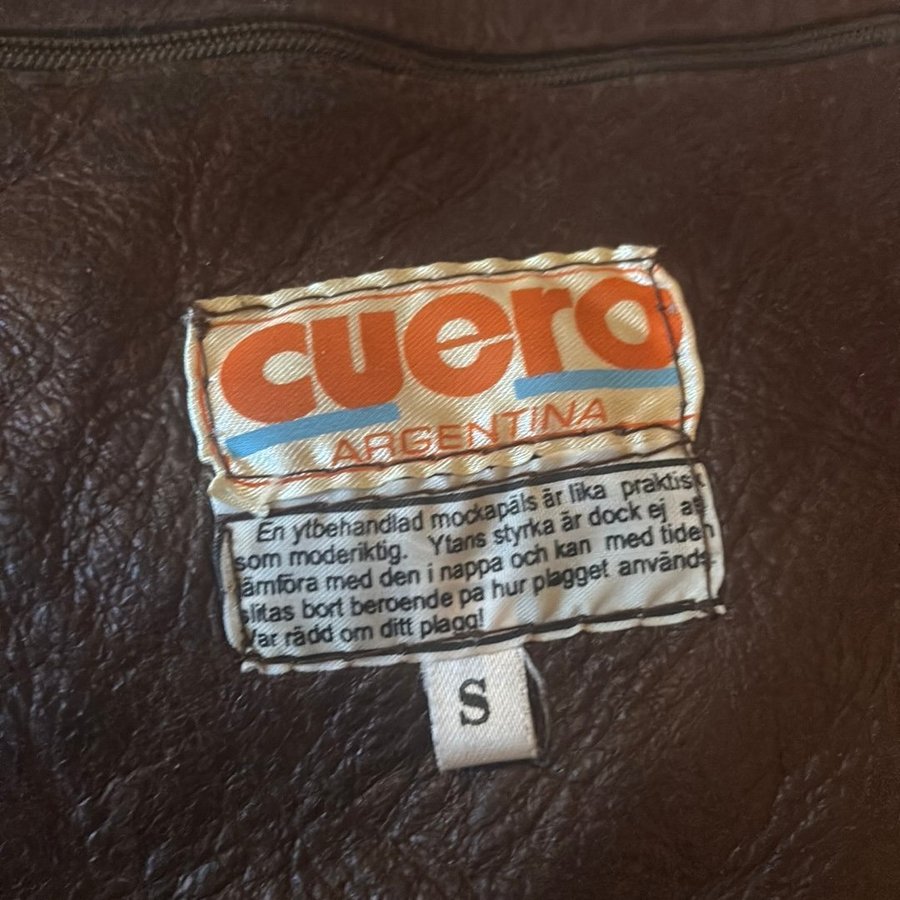 cuero
ARGENTINA
En ytbehandlad mockapäls är lika praktisk
som moderiktig. Ytans styrka är dock ej at
jämföra med den i nappa och kan med tiden
slitas bort beroende på hur plagget används
Var rädd om ditt plagg!
S